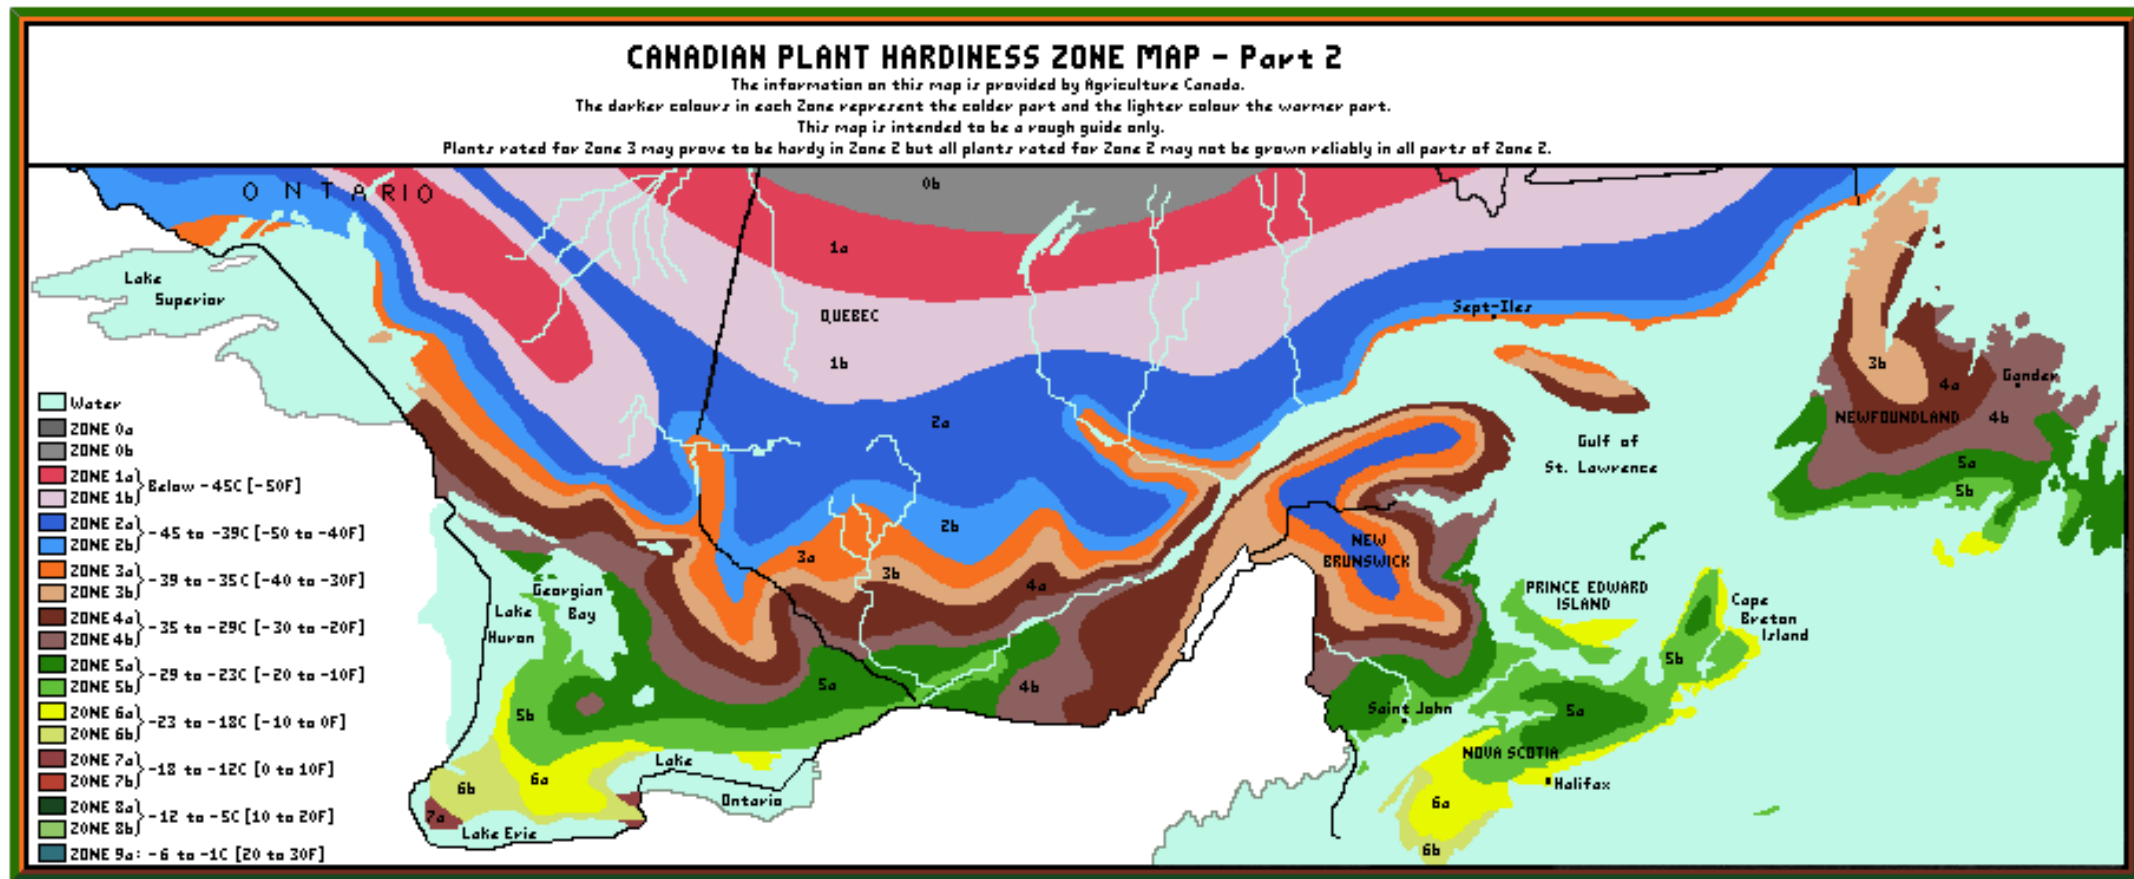 CANADIAN PLANT HARDINESS ZONE MAP - Part 2
The information on this map is provided by Agriculture Canada.
The darker colours in each Zone represent the colder part and the lighter colour the warmer part.
This map is intended to be a rough guide only.
Plants rated for Zone 3 may prove to be hardy in Zone 2 but all plants rated for Zone 2 may not be grown reliably in all parts of Zone 2.
ONTARIO
0b
1a
Lake
Superior
QUEBEC
Sept-Iles
1b
3b
4a
Gander
NEWFOUNDLAND
4b
2a
Gulf of
St. Lawrence
5a
5b
2b
3a
3b
4a
NEW
BRUNSWICK
Georgian
Bay
Lake
Huron
PRINCE EDWARD
ISLAND
Cape
Breton
Island
5b
5a
4b
5b
Saint John
5a
NOVA SCOTIA
Halifax
Lake
Ontario
6a
6b
7a
Lake Erie
6a
6b
Water
ZONE 0a
ZONE 0b
ZONE 1a
ZONE 1b
Below -45C [-50F]
ZONE 2a
ZONE 2b
-45 to -39C [-50 to -40F]
ZONE 3a
ZONE 3b
-39 to -35C [-40 to -30F]
ZONE 4a
ZONE 4b
-35 to -29C [-30 to -20F]
ZONE 5a
ZONE 5b
-29 to -23C [-20 to -10F]
ZONE 6a
ZONE 6b
-23 to -18C [-10 to 0F]
ZONE 7a
ZONE 7b
-18 to -12C [0 to 10F]
ZONE 8a
ZONE 8b
-12 to -5C [10 to 20F]
ZONE 9a: -6 to -1C [20 to 30F]